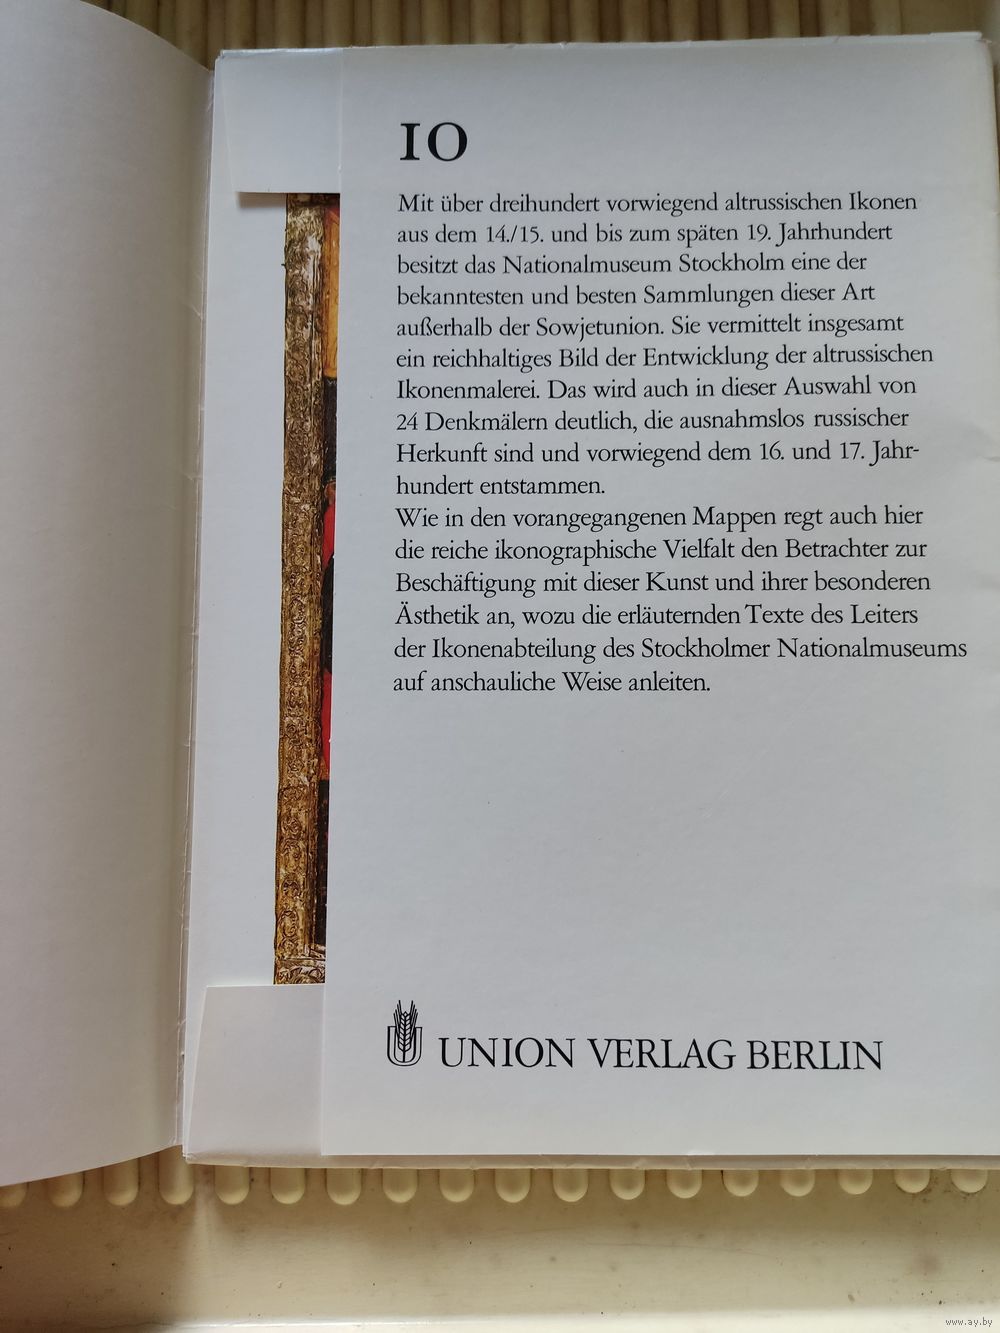 10
Mit über dreihundert vorwiegend altrussischen Ikonen
aus dem 14./15. und bis zum späten 19. Jahrhundert
besitzt das Nationalmuseum Stockholm eine der
bekanntesten und besten Sammlungen dieser Art
außerhalb der Sowjetunion. Sie vermittelt insgesamt
ein reichhaltiges Bild der Entwicklung der altrussischen
Ikonenmalerei. Das wird auch in dieser Auswahl von
24 Denkmälern deutlich, die ausnahmslos russischer
Herkunft sind und vorwiegend dem 16. und 17. Jahr-
hundert entstammen.
Wie in den vorangegangenen Mappen regt auch hier
die reiche ikonographische Vielfalt den Betrachter zur
Beschäftigung mit dieser Kunst und ihrer besonderen
Ästhetik an, wozu die erläuternden Texte des Leiters
der Ikonenabteilung des Stockholmer Nationalmuseums
auf anschauliche Weise anleiten.
U UNION VERLAG BERLIN
www.ay.by